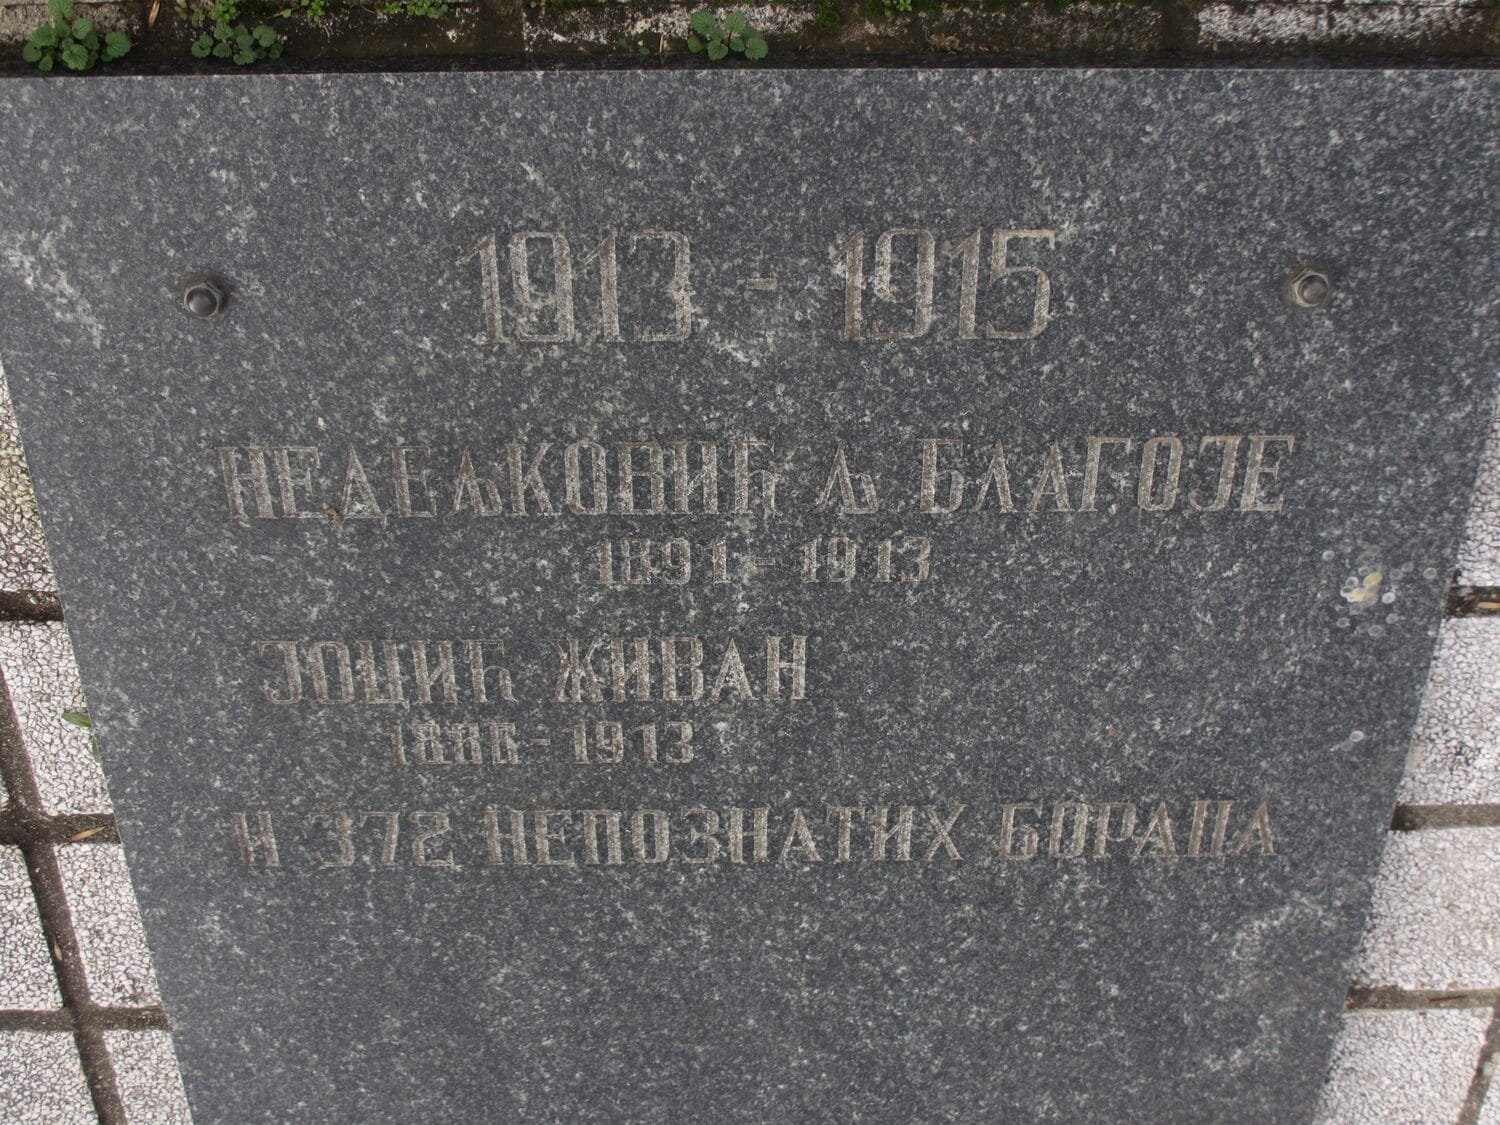 1913 - 1915
НЕДЕЉКОВИЋ Љ БЛАГОЈЕ
1891 - 1913
ЈОЦИЋ ЖИВАН
1886 - 1913
И 372 НЕПОЗНАТИХ БОРАЦА